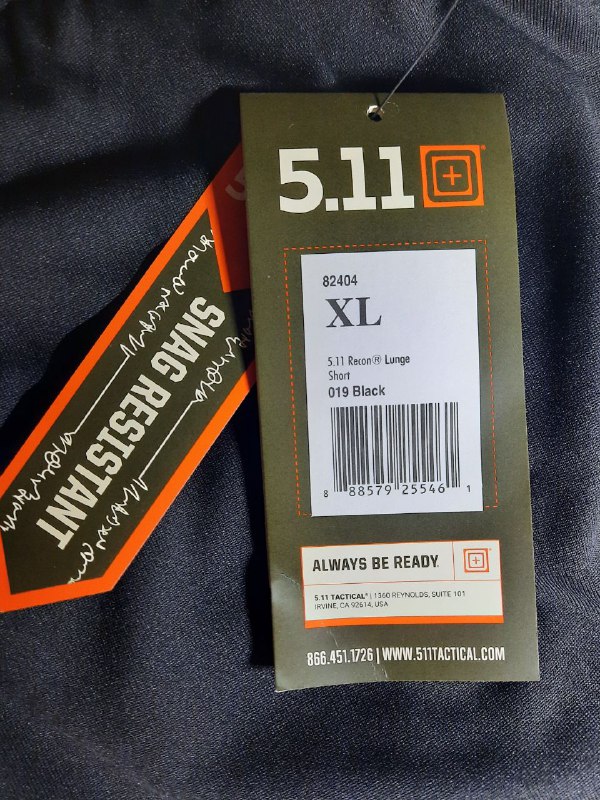 5.11
82404
XL
5.11 Recon® Lunge
Short
019 Black
8 88579 25546 1
ALWAYS BE READY.
5.11 TACTICAL® | 1360 REYNOLDS, SUITE 101
IRVINE, CA 92614, USA
866.451.1726 | WWW.511TACTICAL.COM
SNAG RESISTANT